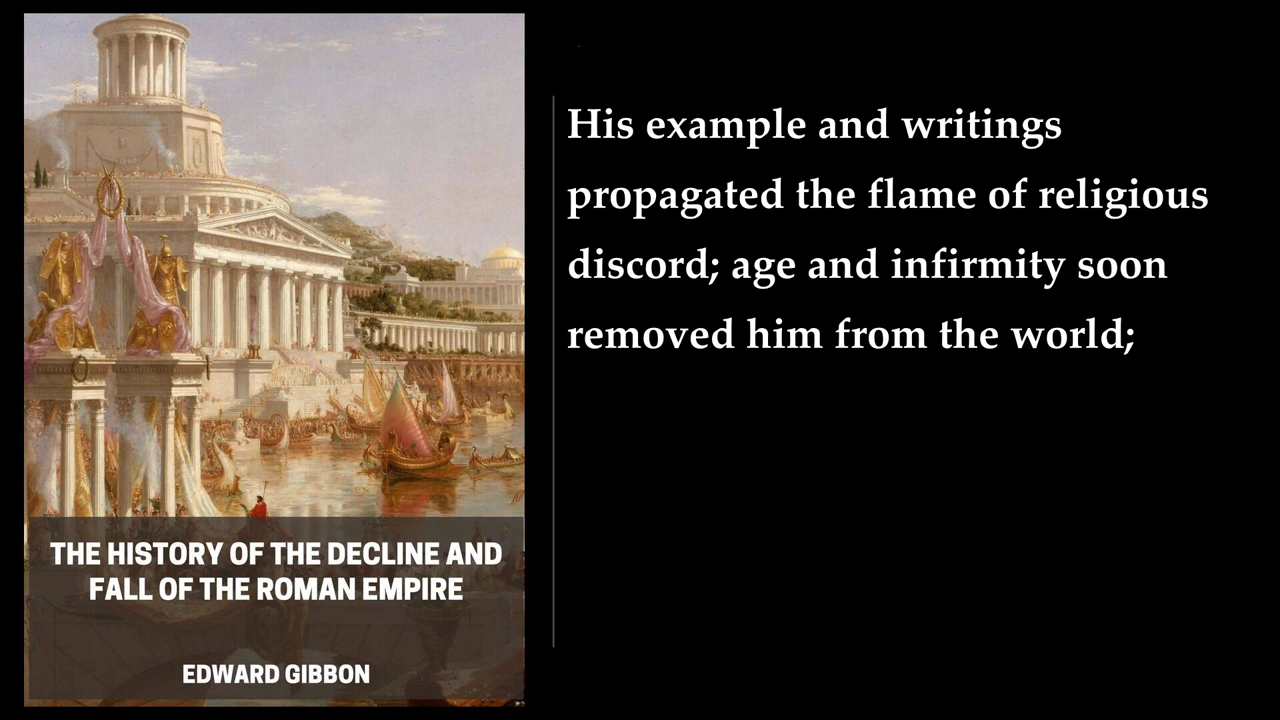 His example and writings
propagated the flame of religious
discord; age and infirmity soon
removed him from the world;
THE HISTORY OF THE DECLINE AND
FALL OF THE ROMAN EMPIRE
EDWARD GIBBON